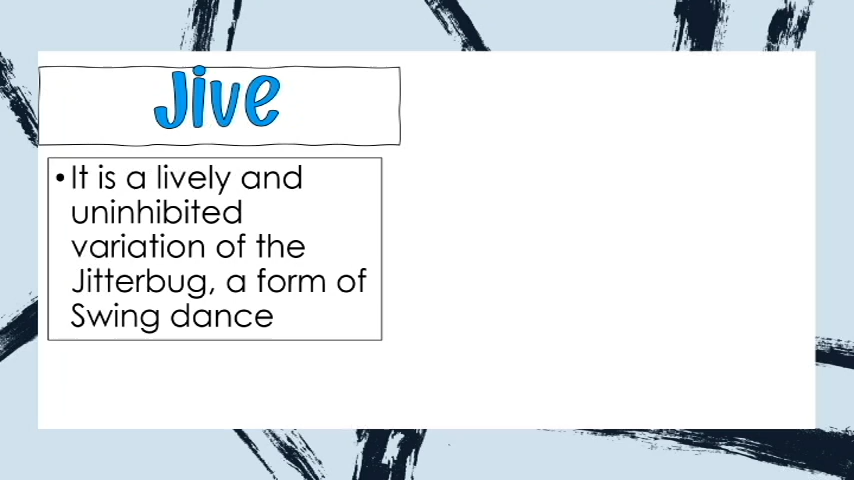 Jive
•It is a lively and
uninhibited
variation of the
Jitterbug, a form of
Swing dance